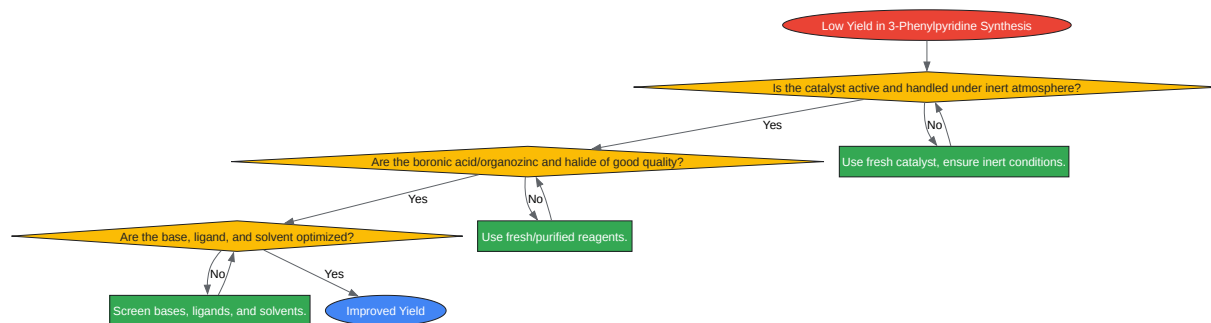 Low Yield in 3-Phenylpyridine Synthesis
Is the catalyst active and handled under inert atmosphere?
Yes
No
Are the boronic acid/organozinc and halide of good quality?
Use fresh catalyst, ensure inert conditions.
Yes
No
Are the base, ligand, and solvent optimized?
Use fresh/purified reagents.
No
Yes
Screen bases, ligands, and solvents.
Improved Yield